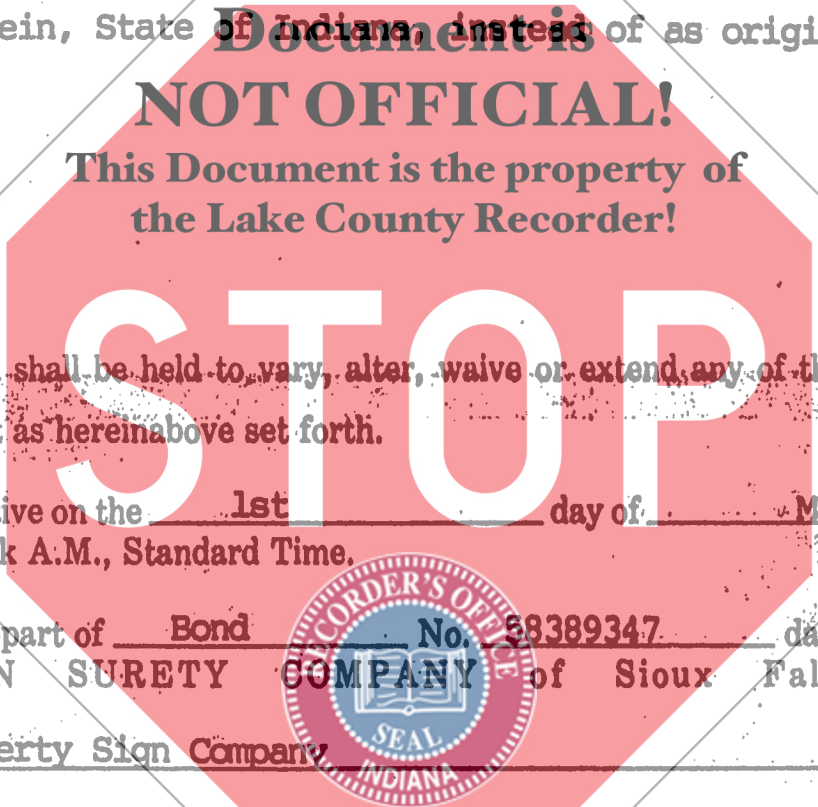 ein, State of Indiana, instead of as origi
Document is
NOT OFFICIAL!
This Document is the property of
the Lake County Recorder!
STOP
shall be held to vary, alter, waive or extend any of th
as hereinabove set forth.
ive on the 1st day of M
k A.M., Standard Time.
part of Bond No. 58389347 da
N SURETY COMPANY of Sioux Fal
erty Sign Company
RECORDER'S OFFICE
SEAL
INDIANA